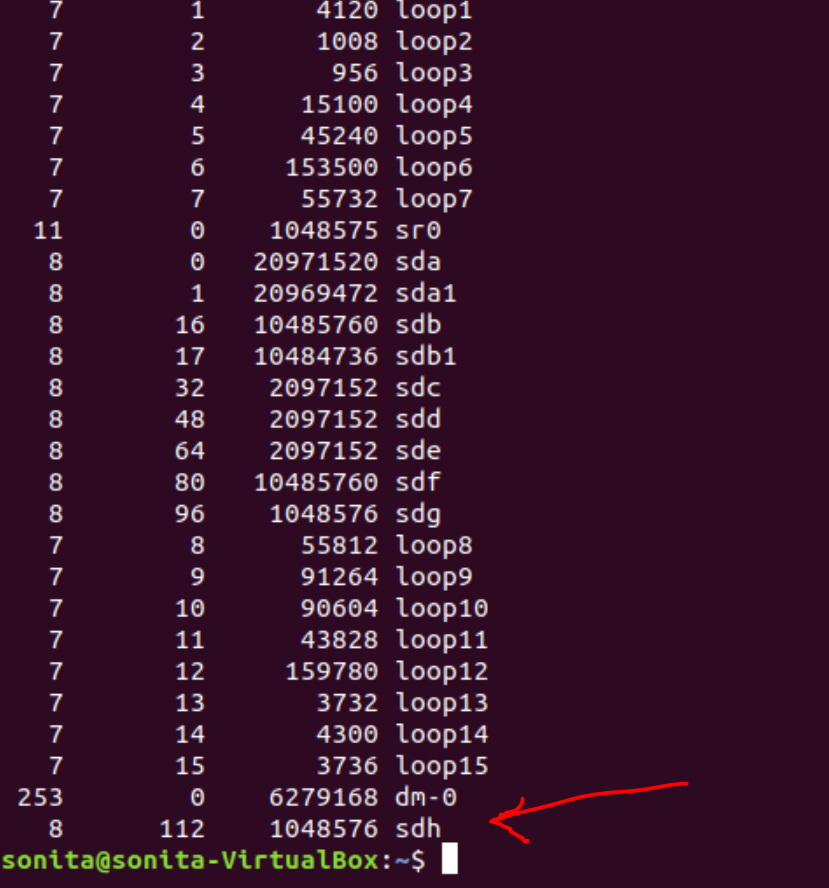 7 1 4120 loop1
7 2 1008 loop2
7 3 956 loop3
7 4 15100 loop4
7 5 45240 loop5
7 6 153500 loop6
7 7 55732 loop7
11 0 1048575 sr0
8 0 20971520 sda
8 1 20969472 sda1
8 16 10485760 sdb
8 17 10484736 sdb1
8 32 2097152 sdc
8 48 2097152 sdd
8 64 2097152 sde
8 80 10485760 sdf
8 96 1048576 sdg
7 8 55812 loop8
7 9 91264 loop9
7 10 90604 loop10
7 11 43828 loop11
7 12 159780 loop12
7 13 3732 loop13
7 14 4300 loop14
7 15 3736 loop15
253 0 6279168 dm-0
8 112 1048576 sdh
sonita@sonita-VirtualBox:~$